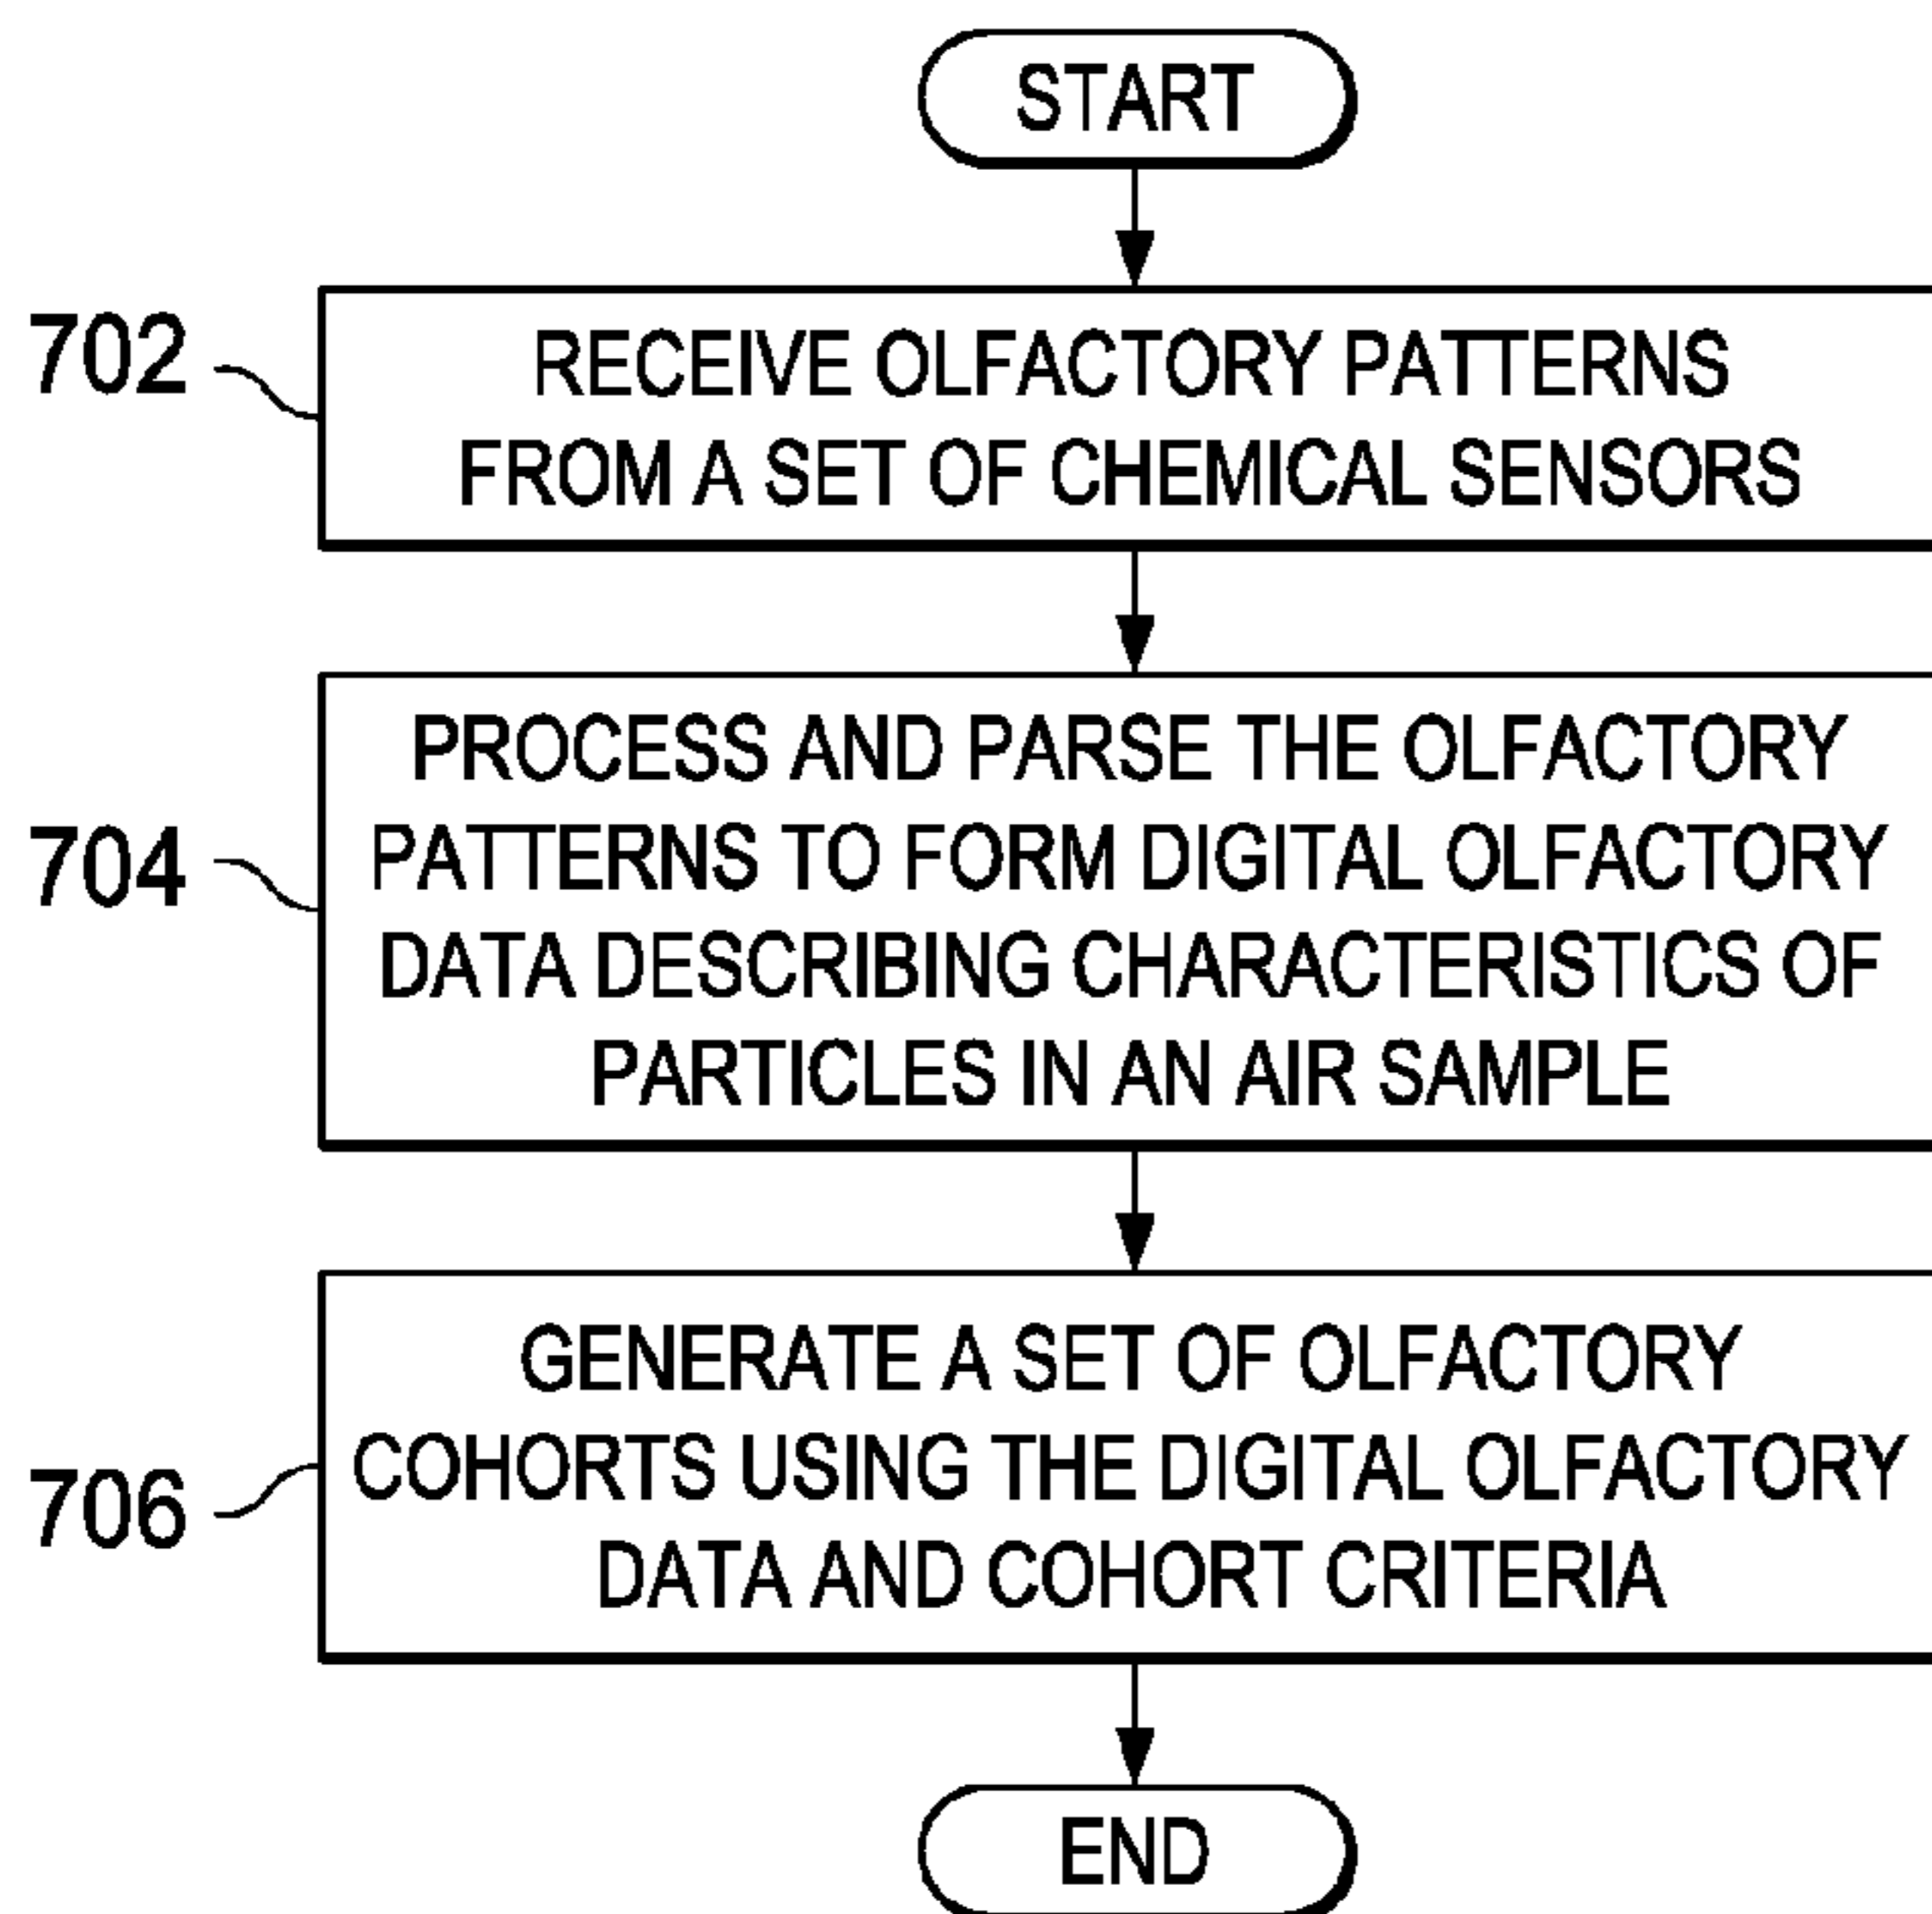 START
702
RECEIVE OLFACTORY PATTERNS
FROM A SET OF CHEMICAL SENSORS
704
PROCESS AND PARSE THE OLFACTORY
PATTERNS TO FORM DIGITAL OLFACTORY
DATA DESCRIBING CHARACTERISTICS OF
PARTICLES IN AN AIR SAMPLE
706
GENERATE A SET OF OLFACTORY
COHORTS USING THE DIGITAL OLFACTORY
DATA AND COHORT CRITERIA
END